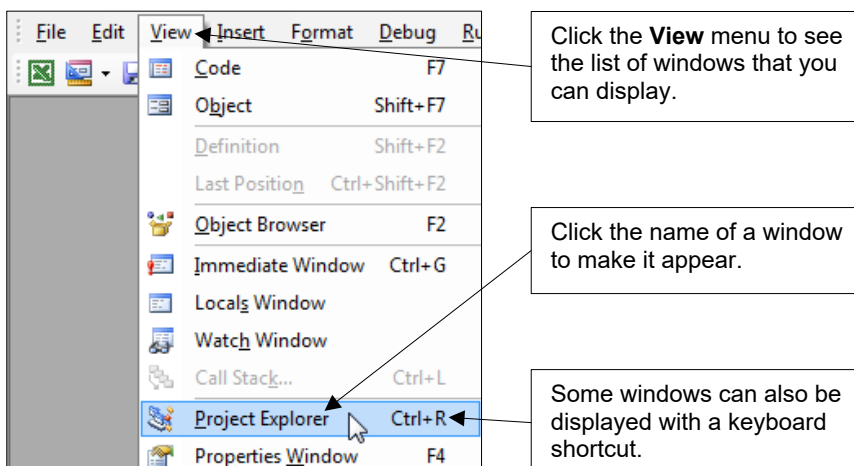 File Edit View Insert Format Debug
Code F7
Object Shift+F7
Definition Shift+F2
Last Position Ctrl+Shift+F2
Object Browser F2
Immediate Window Ctrl+G
Locals Window
Watch Window
Call Stack... Ctrl+L
Project Explorer Ctrl+R
Properties Window F4
Click the View menu to see
the list of windows that you
can display.
Click the name of a window
to make it appear.
Some windows can also be
displayed with a keyboard
shortcut.